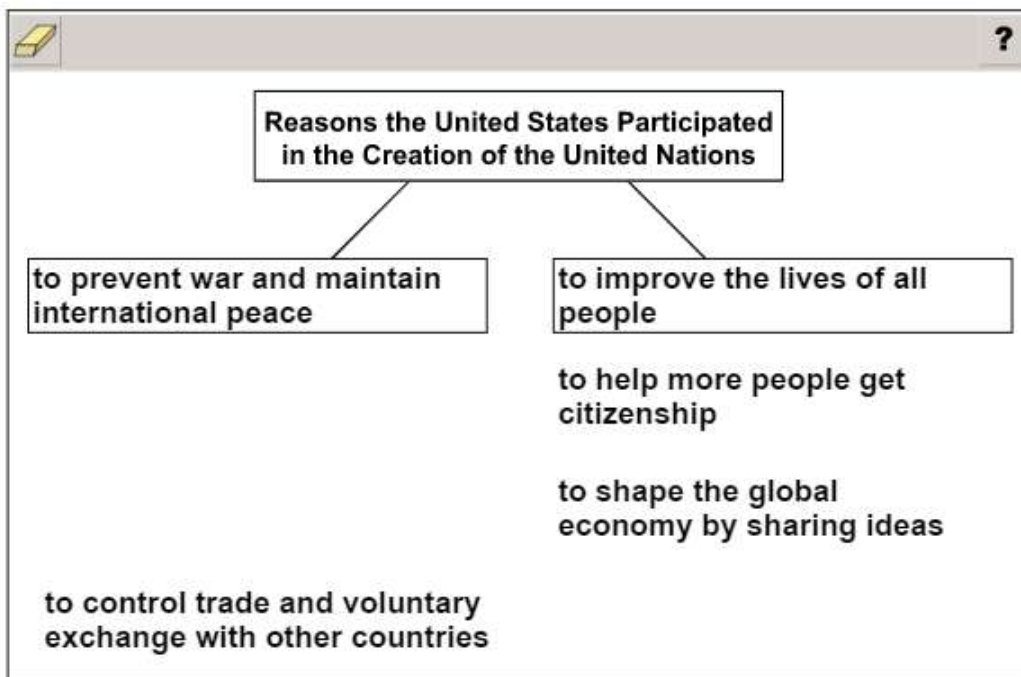 ?
Reasons the United States Participated
in the Creation of the United Nations
to prevent war and maintain
international peace
to improve the lives of all
people
to help more people get
citizenship
to shape the global
economy by sharing ideas
to control trade and voluntary
exchange with other countries